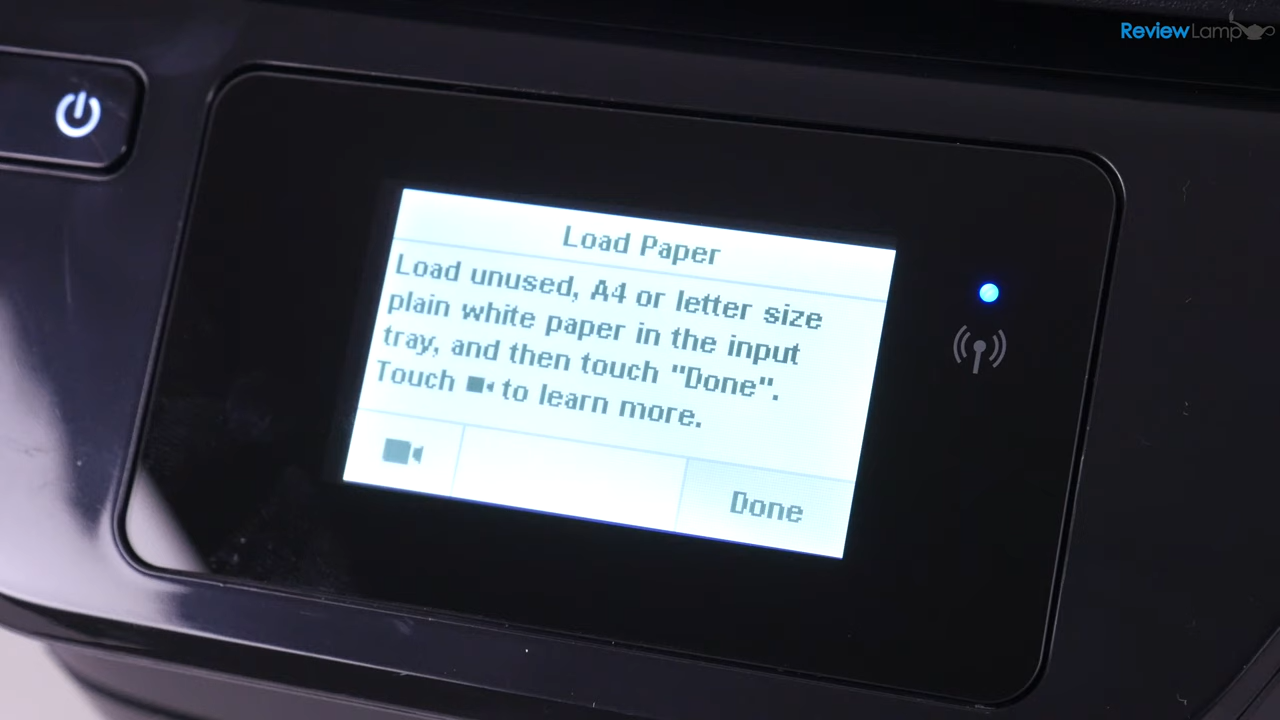 ReviewLamp
Load Paper
Load unused, A4 or letter size
plain white paper in the input
tray, and then touch "Done".
Touch to learn more.
Done